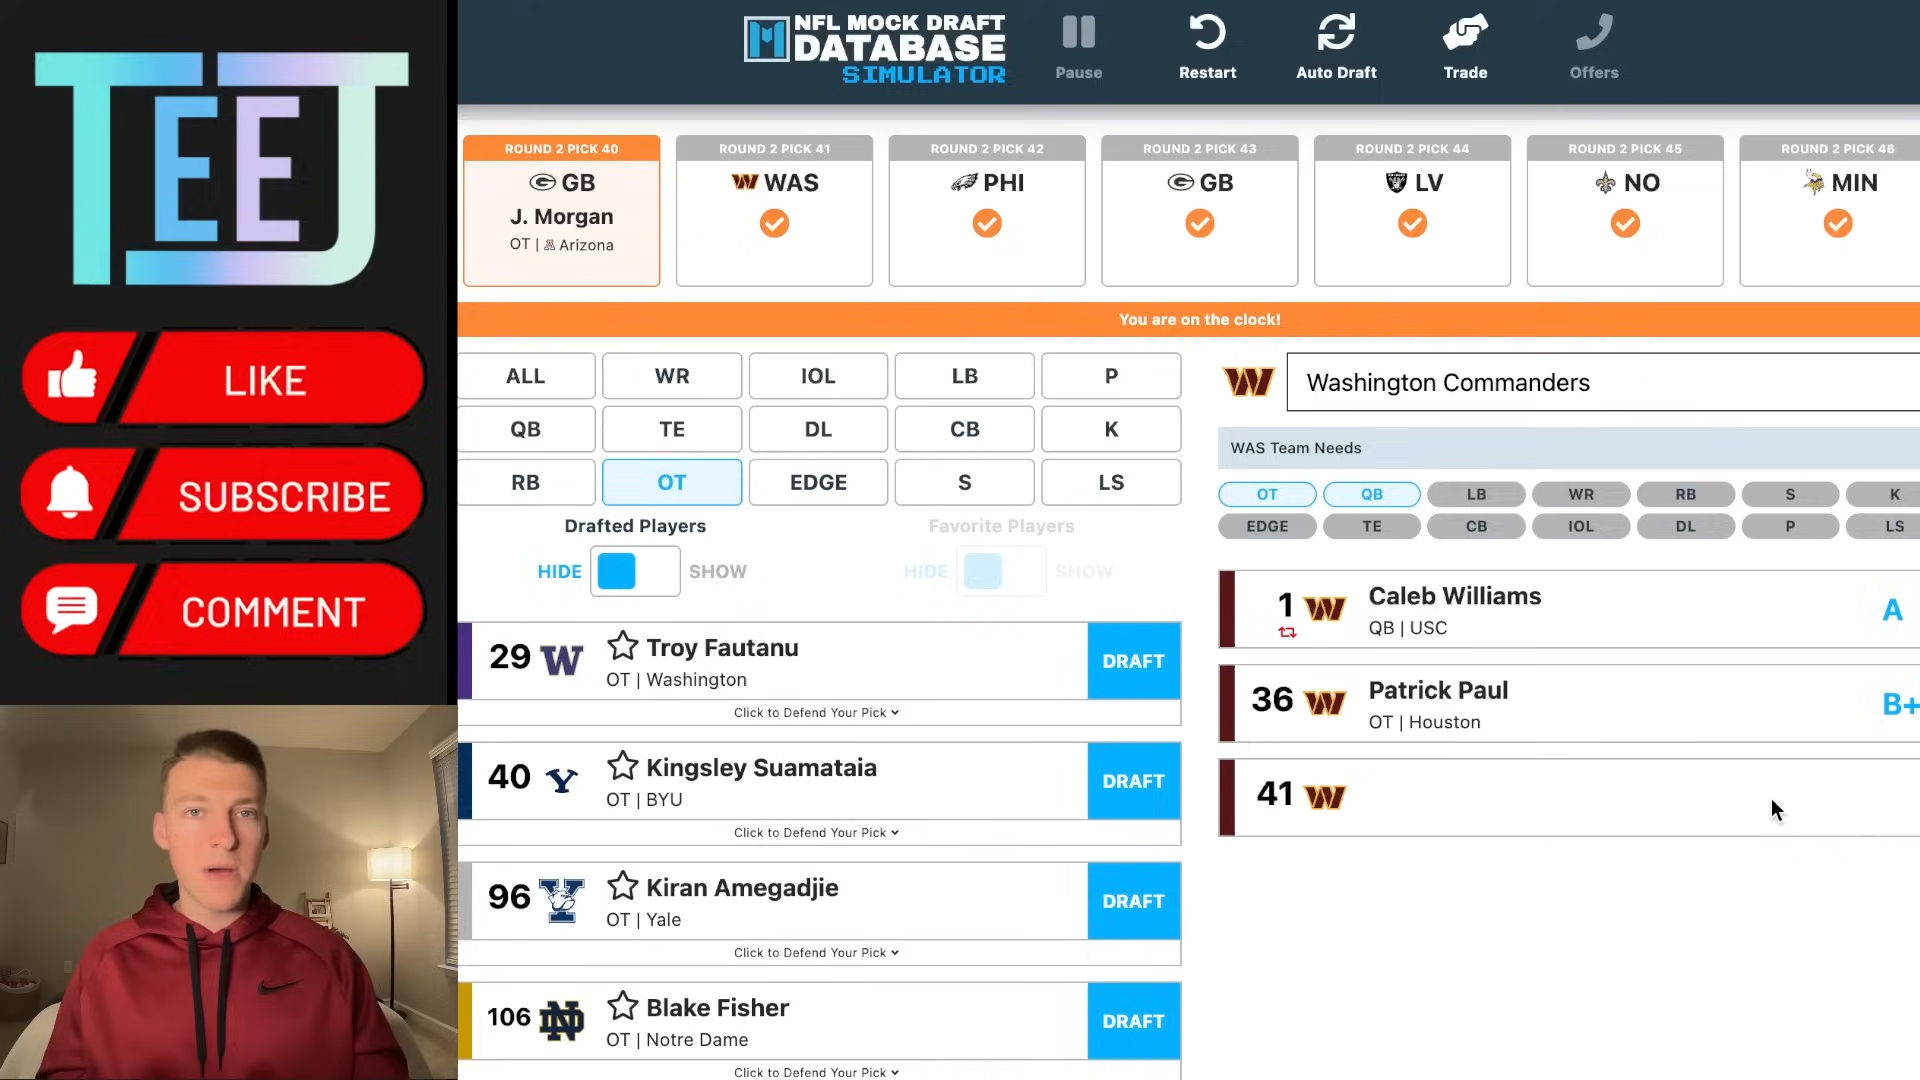 TEEJ
LIKE
SUBSCRIBE
COMMENT
NFL MOCK DRAFT
DATABASE
SIMULATOR
Pause
Restart
Auto Draft
Trade
Offers
ROUND 2 PICK 40
GB
J. Morgan
OT | Arizona
ROUND 2 PICK 41
WAS
ROUND 2 PICK 42
PHI
ROUND 2 PICK 43
GB
ROUND 2 PICK 44
LV
ROUND 2 PICK 45
NO
ROUND 2 PICK 46
MIN
You are on the clock!
ALL WR IOL LB P
QB TE DL CB K
RB OT EDGE S LS
Drafted Players
HIDE SHOW
Favorite Players
HIDE SHOW
29 W Troy Fautanu
OT | Washington
DRAFT
Click to Defend Your Pick
40 Y Kingsley Suamataia
OT | BYU
DRAFT
Click to Defend Your Pick
96 Y Kiran Amegadjie
OT | Yale
DRAFT
Click to Defend Your Pick
106 ND Blake Fisher
OT | Notre Dame
DRAFT
Click to Defend Your Pick
W Washington Commanders
WAS Team Needs
OT QB LB WR RB S K
EDGE TE CB IOL DL P LS
1 W Caleb Williams
QB | USC
A
36 W Patrick Paul
OT | Houston
B+
41 W